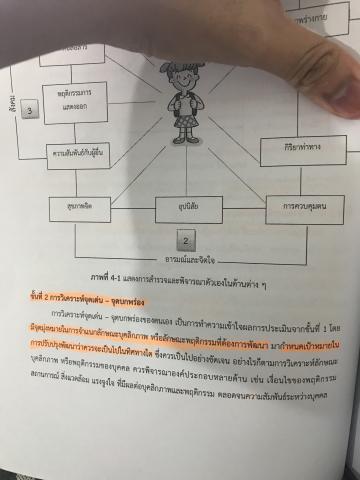 พฤติกรรมการ
แสดงออก
สังคม
3
ความสัมพันธ์กับผู้อื่น
กิริยาท่าทาง
สุขภาพจิต
อุปนิสัย
การควบคุมตน
2
อารมณ์และจิตใจ
ภาพที่ 4-1 แสดงการสำรวจและพิจารณาตัวเองในด้านต่าง ๆ
ขั้นที่ 2 การวิเคราะห์จุดเด่น – จุดบกพร่อง
การวิเคราะห์จุดเด่น – จุดบกพร่องของตนเอง เป็นการทำความเข้าใจผลการประเมินจากขั้นที่ 1 โดย
มีจุดมุ่งหมายในการจำแนกลักษณะบุคลิกภาพ หรือลักษณะพฤติกรรมที่ต้องการพัฒนา มากำหนดเป้าหมายใน
การปรับปรุงพัฒนาว่าควรจะเป็นไปในทิศทางใด ซึ่งควรเป็นไปอย่างชัดเจน อย่างไรก็ตามการวิเคราะห์ลักษณะ
บุคลิกภาพ หรือพฤติกรรมของบุคคล ควรพิจารณาองค์ประกอบหลายด้าน เช่น เงื่อนไขของพฤติกรรม
สถานการณ์ สิ่งแวดล้อม แรงจูงใจ ที่มีผลต่อบุคลิกภาพและพฤติกรรม ตลอดจนความสัมพันธ์ระหว่างบุคคล